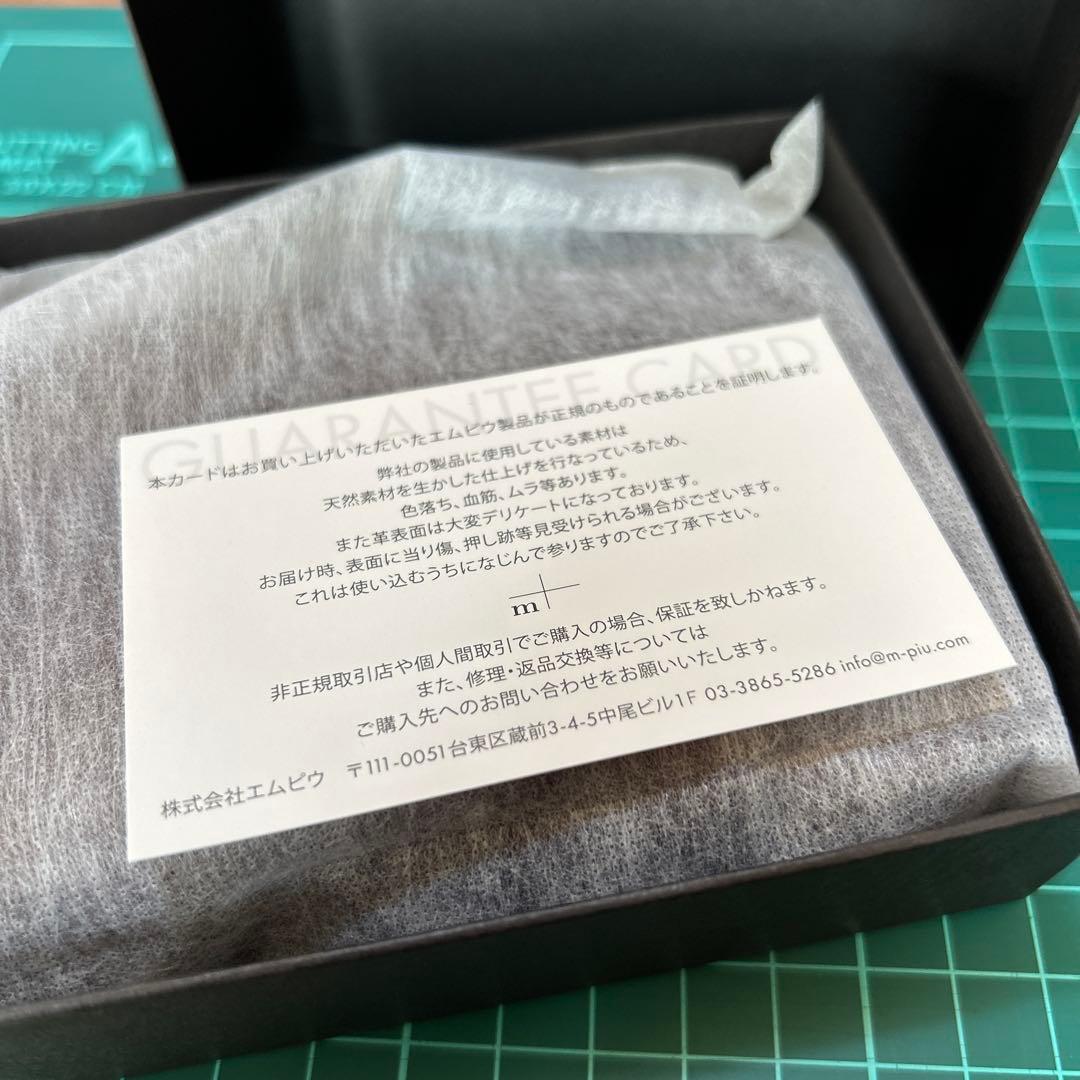 CUTTING
MAT
A
30×22 cm
GUARANTEE CARD
本カードはお買い上げいただいたエムピウ製品が正規のものであることを証明します。
弊社の製品に使用している素材は
天然素材を生かした仕上げを行なっているため、
色落ち、血筋、ムラ等あります。
また革表面は大変デリケートになっております。
お届け時、表面に当り傷、押し跡等見受けられる場合がございます。
これは使い込むうちになじんで参りますのでご了承下さい。
m+
非正規取引店や個人間取引でご購入の場合、保証を致しかねます。
また、修理・返品交換等については
ご購入先へのお問い合わせをお願いいたします。
株式会社エムピウ 〒111-0051台東区蔵前3-4-5中尾ビル1F 03-3865-5286 info@m-piu.com